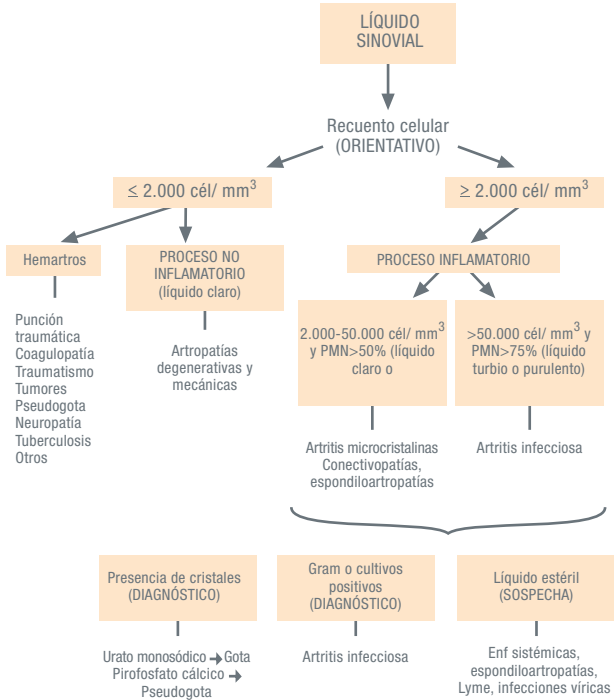 LÍQUIDO
SINOVIAL
Recuento celular
(ORIENTATIVO)
≤ 2.000 cél/ mm³
≥ 2.000 cél/ mm³
Hemartros
PROCESO NO
INFLAMATORIO
(líquido claro)
PROCESO INFLAMATORIO
Punción
traumática
Coagulopatía
Traumatismo
Tumores
Pseudogota
Neuropatía
Tuberculosis
Otros
Artropatías
degenerativas y
mecánicas
2.000-50.000 cél/ mm³
y PMN>50% (líquido
claro o
>50.000 cél/ mm³ y
PMN>75% (líquido
turbio o purulento)
Artritis microcristalinas
Conectivopatías,
espondiloartropatías
Artritis infecciosa
Presencia de cristales
(DIAGNÓSTICO)
Gram o cultivos
positivos
(DIAGNÓSTICO)
Líquido estéril
(SOSPECHA)
Urato monosódico → Gota
Pirofosfato cálcico →
Pseudogota
Artritis infecciosa
Enf sistémicas,
espondiloartropatías,
Lyme, infecciones víricas